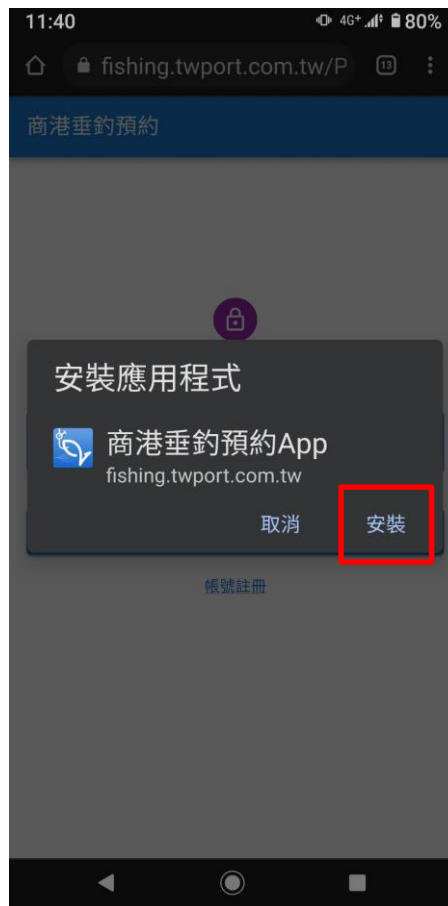 11:40 4G+ 80%
fishing.twport.com.tw/P 13
商港垂釣預約
安裝應用程式
商港垂釣預約App
fishing.twport.com.tw
取消 安裝
帳號註冊